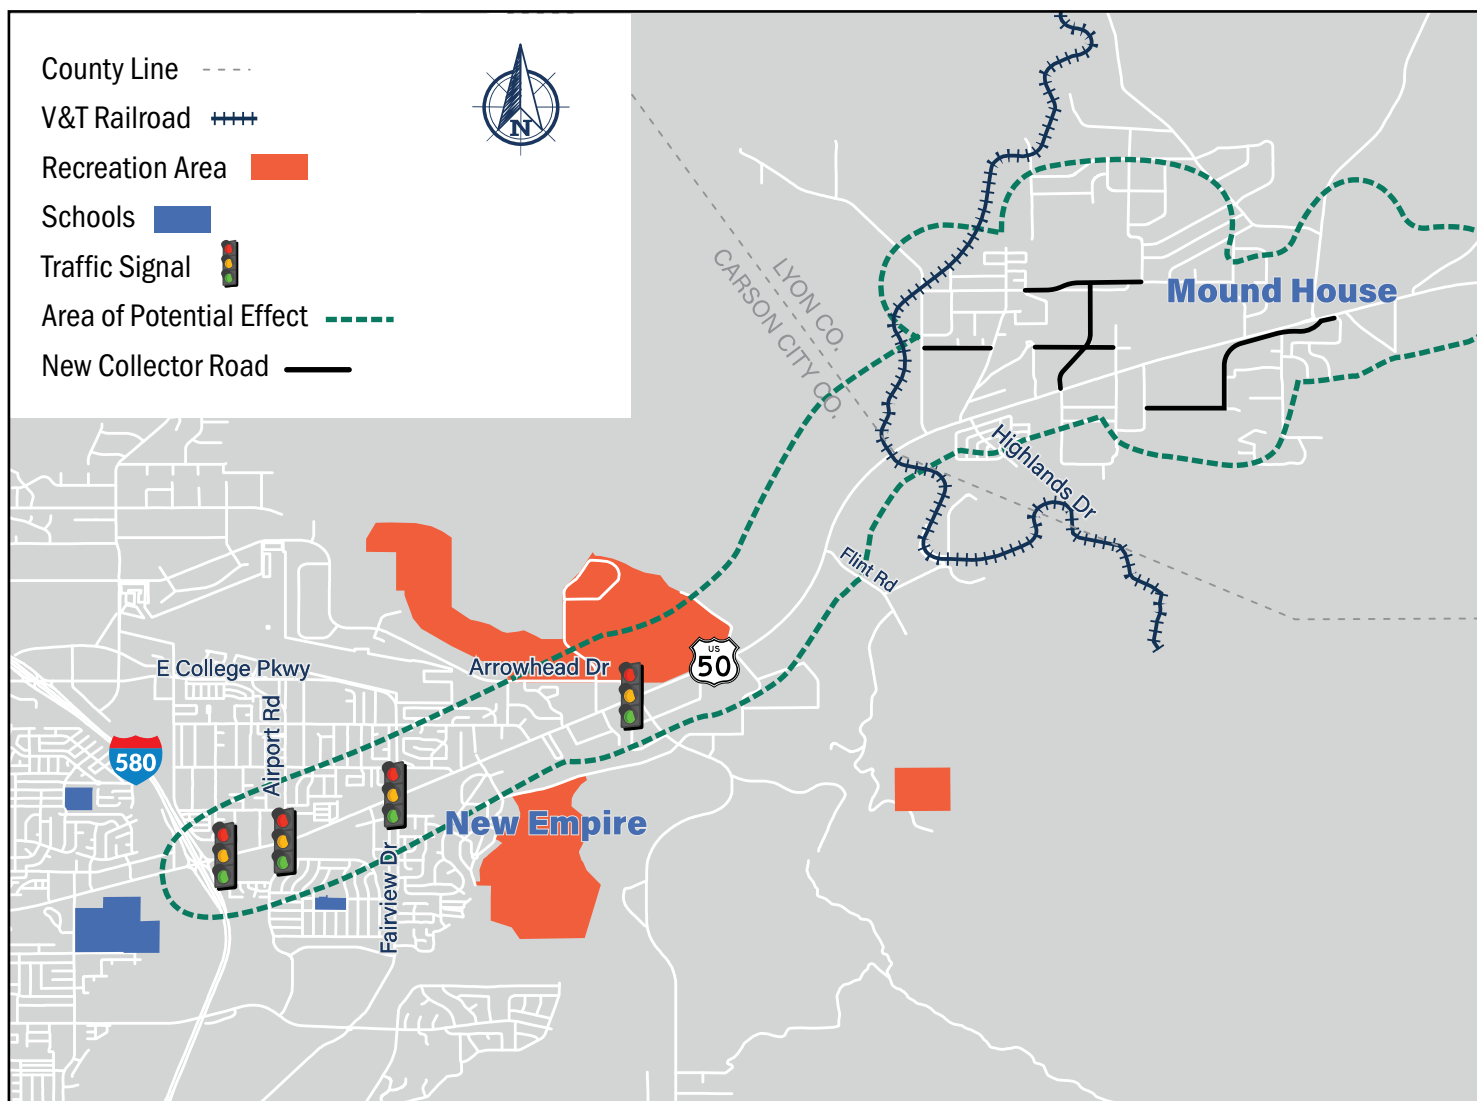 County Line
V&T Railroad
Recreation Area
Schools
Traffic Signal
Area of Potential Effect
New Collector Road
N
LYON CO.
CARSON CITY CO.
Mound House
Highlands Dr
Flint Rd
US
50
Arrowhead Dr
E College Pkwy
Airport Rd
580
New Empire
Fairview Dr